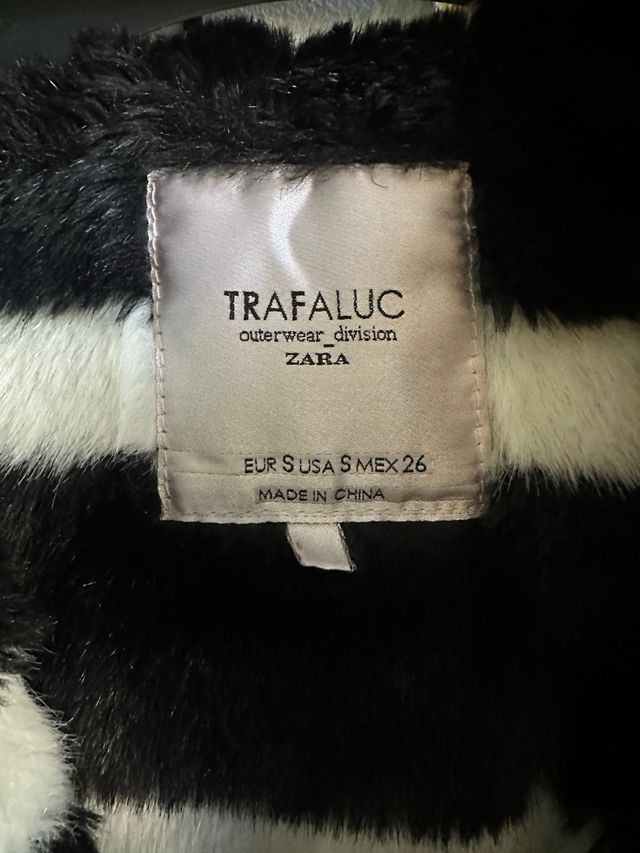 TRAFALUC
outerwear_division
ZARA
EUR S USA S MEX 26
MADE IN CHINA